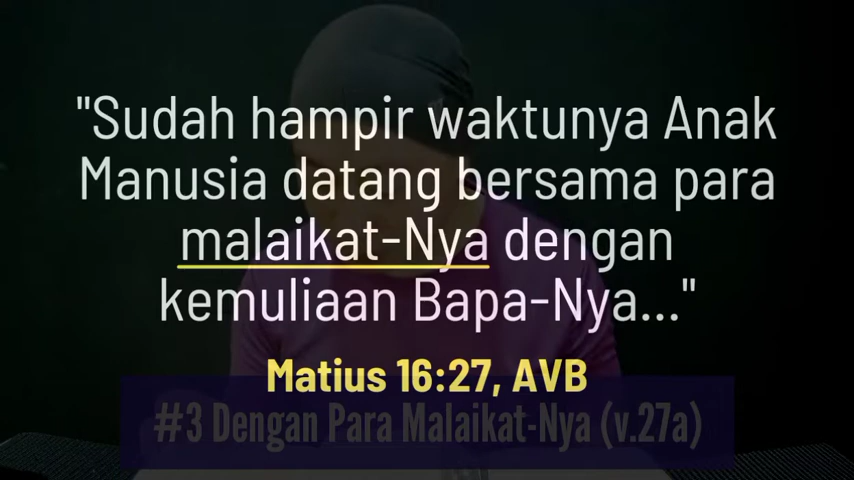 "Sudah hampir waktunya Anak
Manusia datang bersama para
malaikat-Nya dengan
kemuliaan Bapa-Nya..."
Matius 16:27, AVB
#3 Dengan Para Malaikat-Nya (v.27a)